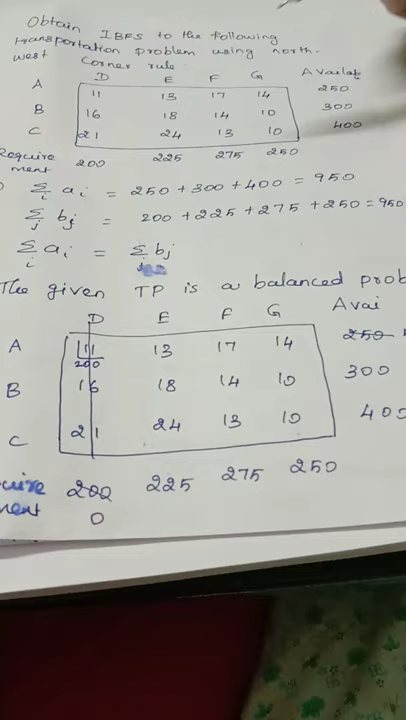 Obtain IBFS to the following
transportation problem using north-
west corner rule
D E F G Availab
A 11 13 17 14 250
B 16 18 14 10 300
C 21 24 13 10 400
Require
ment 200 225 275 250
∑ ai = 250 + 300 + 400 = 950
i
∑ bj = 200 + 225 + 275 + 250 = 950
j
∑ ai = ∑ bj
i j
The given TP is a balanced prob
D E F G Avai
A 11 13 17 14 250
200
B 16 18 14 10 300
C 21 24 13 10 400
uire 200 225 275 250
ment 0